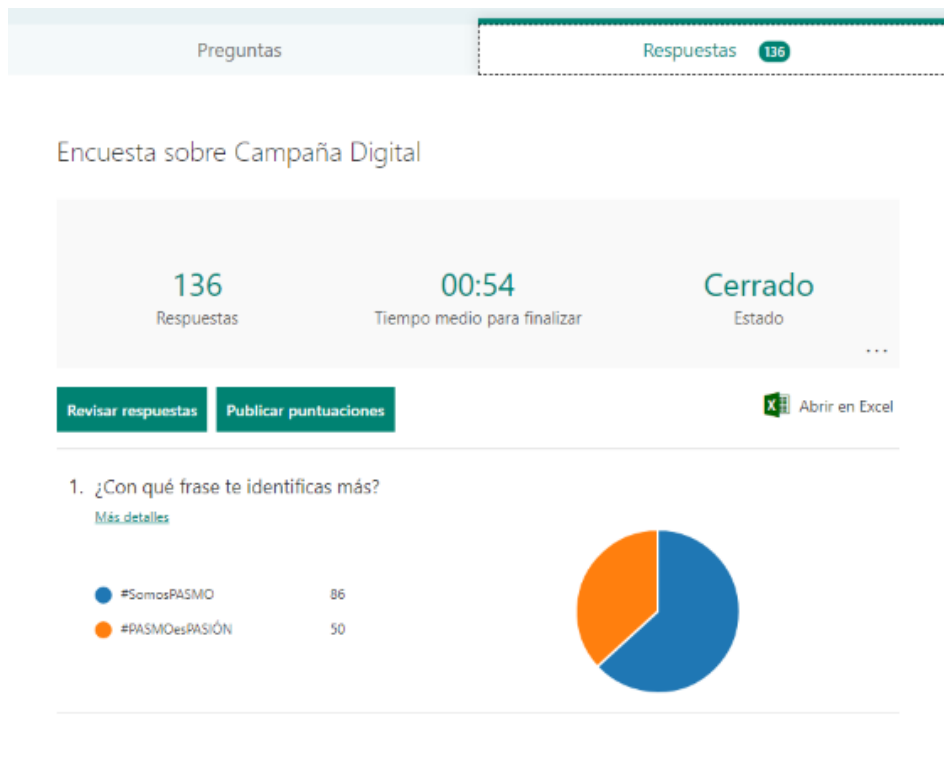 Preguntas
Respuestas 136
Encuesta sobre Campaña Digital
136 00:54 Cerrado
Respuestas Tiempo medio para finalizar Estado
...
Revisar respuestas Publicar puntuaciones Abrir en Excel
1. ¿Con qué frase te identificas más?
Más detalles
#SomosPASMO 86
#PASMOesPASIÓN 50